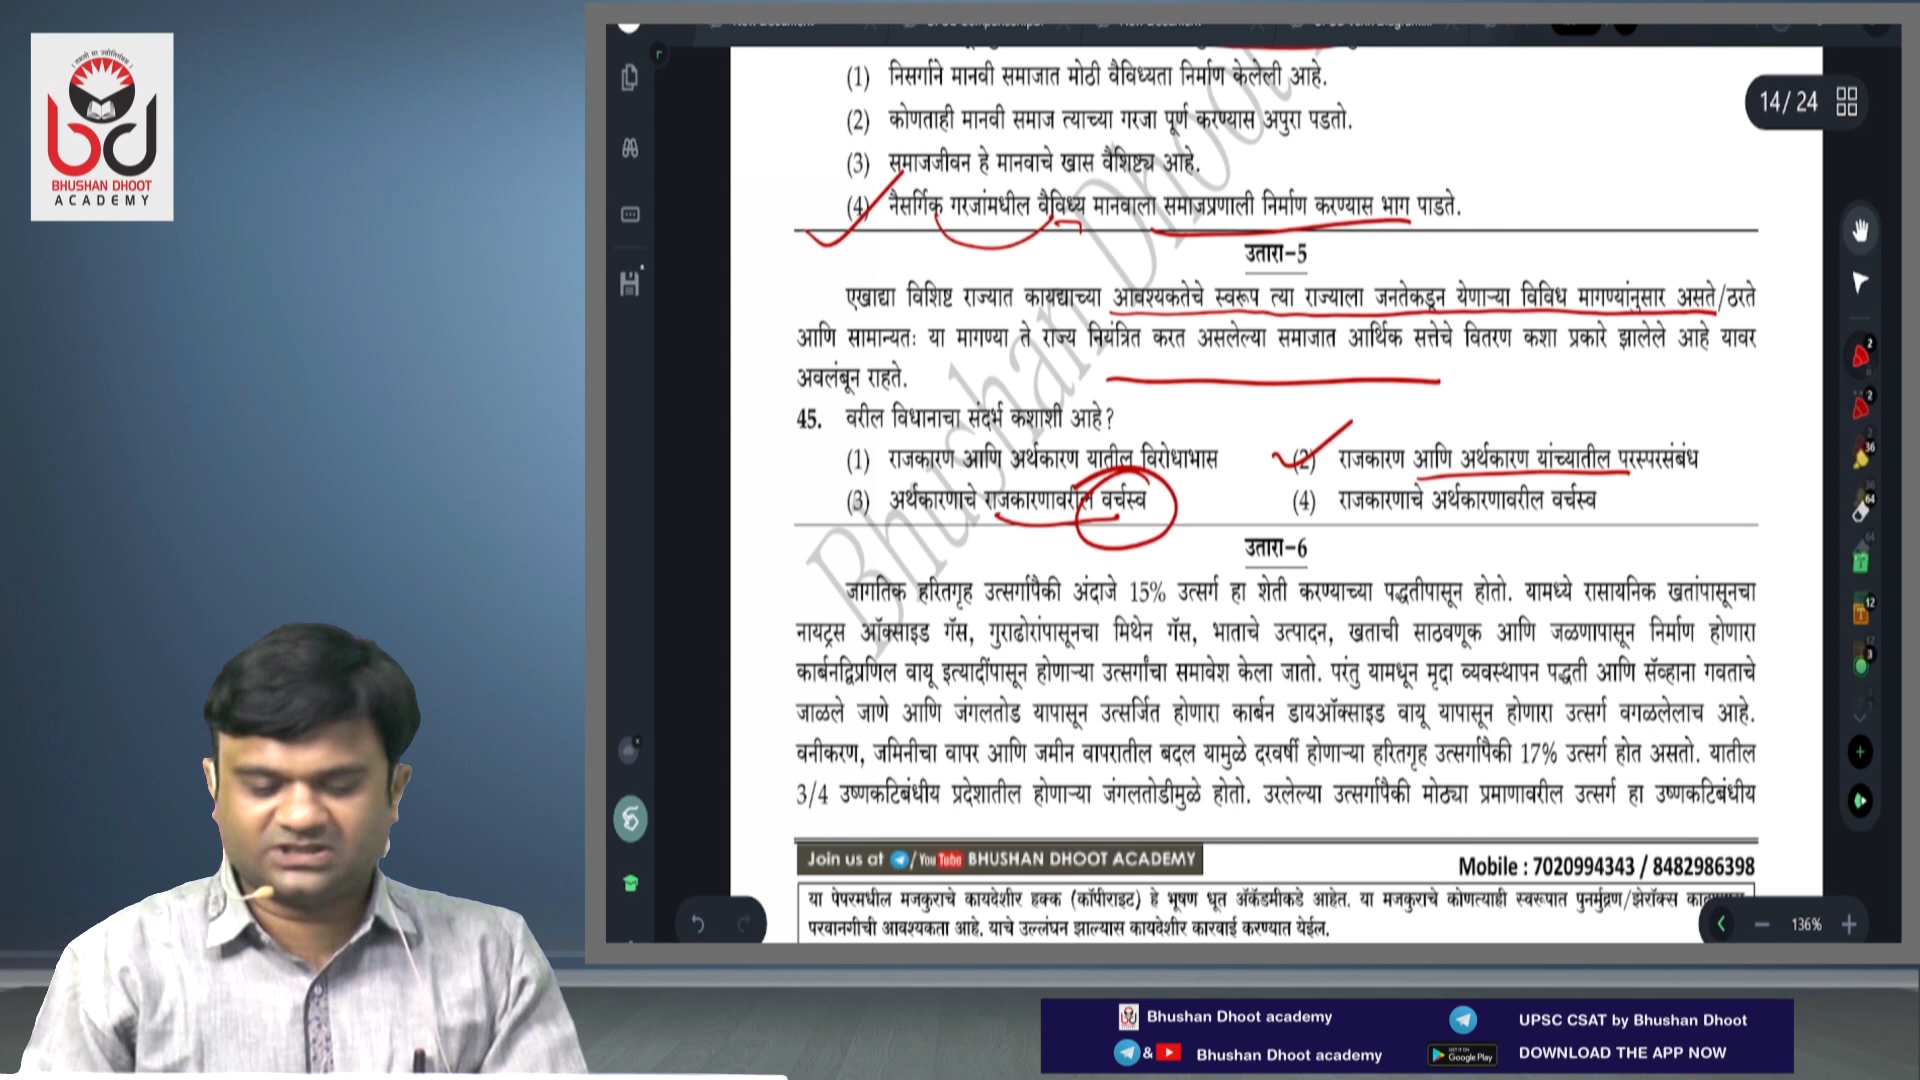 BHUSHAN DHOOT
ACADEMY
14/ 24
(1) निसर्गाने मानवी समाजात मोठी वैविध्यता निर्माण केलेली आहे.
(2) कोणताही मानवी समाज त्याच्या गरजा पूर्ण करण्यास अपुरा पडतो.
(3) समाजजीवन हे मानवाचे खास वैशिष्ट्य आहे.
(4) नैसर्गिक गरजांमधील वैविध्य मानवाला समाजप्रणाली निर्माण करण्यास भाग पाडते.
उतारा-5
एखाद्या विशिष्ट राज्यात कायद्याच्या आवश्यकतेचे स्वरूप त्या राज्याला जनतेकडून येणाऱ्या विविध मागण्यांनुसार असते/ठरते
आणि सामान्यतः या मागण्या ते राज्य नियंत्रित करत असलेल्या समाजात आर्थिक सत्तेचे वितरण कशा प्रकारे झालेले आहे यावर
अवलंबून राहते.
45. वरील विधानाचा संदर्भ कशाशी आहे?
(1) राजकारण आणि अर्थकारण यातील विरोधाभास (2) राजकारण आणि अर्थकारण यांच्यातील परस्परसंबंध
(3) अर्थकारणाचे राजकारणावरील वर्चस्व (4) राजकारणाचे अर्थकारणावरील वर्चस्व
उतारा-6
जागतिक हरितगृह उत्सर्गापैकी अंदाजे 15% उत्सर्ग हा शेती करण्याच्या पद्धतीपासून होतो. यामध्ये रासायनिक खतांपासूनचा
नायट्रस ऑक्साइड गॅस, गुराढोरांपासूनचा मिथेन गॅस, भाताचे उत्पादन, खताची साठवणूक आणि जळणापासून निर्माण होणारा
कार्बनद्विप्रणिल वायू इत्यादींपासून होणाऱ्या उत्सर्गांचा समावेश केला जातो. परंतु यामधून मृदा व्यवस्थापन पद्धती आणि सॅव्हाना गवताचे
जाळले जाणे आणि जंगलतोड यापासून उत्सर्जित होणारा कार्बन डायऑक्साइड वायू यापासून होणारा उत्सर्ग वगळलेलाच आहे.
वनीकरण, जमिनीचा वापर आणि जमीन वापरातील बदल यामुळे दरवर्षी होणाऱ्या हरितगृह उत्सर्गापैकी 17% उत्सर्ग होत असतो. यातील
3/4 उष्णकटिबंधीय प्रदेशातील होणाऱ्या जंगलतोडीमुळे होतो. उरलेल्या उत्सर्गापैकी मोठ्या प्रमाणावरील उत्सर्ग हा उष्णकटिबंधीय
Join us at / You Tube BHUSHAN DHOOT ACADEMY
Mobile : 7020994343 / 8482986398
या पेपरमधील मजकुराचे कायदेशीर हक्क (कॉपीराइट) हे भूषण धूत अ‍ॅकॅडमीकडे आहेत. या मजकुराचे कोणत्याही स्वरूपात पुनर्मुद्रण/झेरॉक्स
परवानगीची आवश्यकता आहे. याचे उल्लंघन झाल्यास कायदेशीर कारवाई करण्यात येईल.
136%
Bhushan Dhoot
Bhushan Dhoot academy
UPSC CSAT by Bhushan Dhoot
& Bhushan Dhoot academy
Google Play
DOWNLOAD THE APP NOW